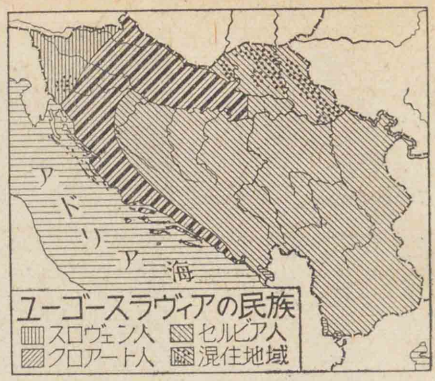 アドリア海
ユーゴースラヴィアの民族
スロヴェン人
セルビア人
クロアート人
混住地域